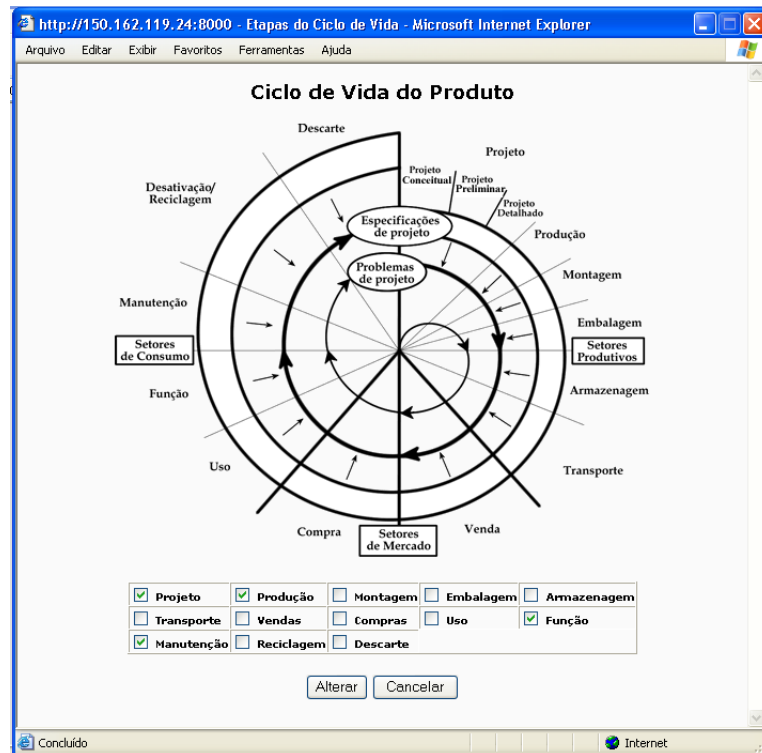 http://150.162.119.24:8000 - Etapas do Ciclo de Vida - Microsoft Internet Explorer
Arquivo Editar Exibir Favoritos Ferramentas Ajuda
Ciclo de Vida do Produto
Descarte
Projeto
Projeto
Conceitual
Projeto
Preliminar
Projeto
Detalhado
Desativação/
Reciclagem
Especificações
de projeto
Produção
Problemas
de projeto
Montagem
Manutenção
Embalagem
Setores
de Consumo
Setores
Produtivos
Função
Armazenagem
Uso
Transporte
Compra
Setores
de Mercado
Venda
Projeto Produção Montagem Embalagem Armazenagem
Transporte Vendas Compras Uso Função
Manutenção Reciclagem Descarte
Alterar Cancelar
Concluído Internet